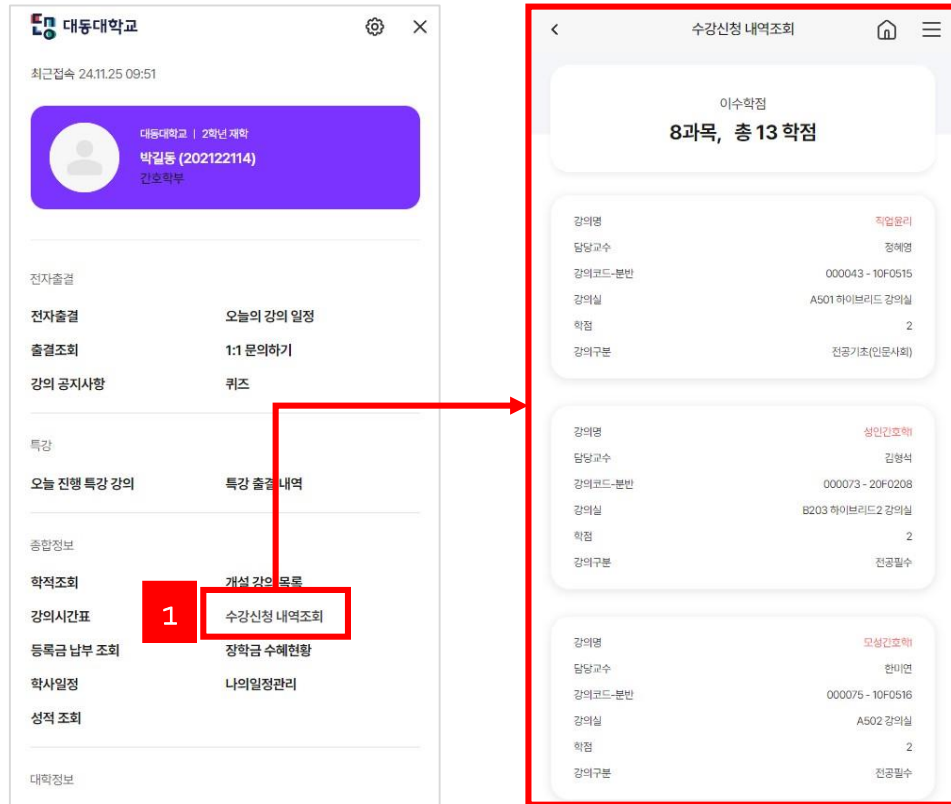 대동대학교
최근접속 24.11.25 09:51
대동대학교 | 2학년 재학
박길동 (202122114)
간호학부
전자출결
전자출결 오늘의 강의 일정
출결조회 1:1 문의하기
강의 공지사항 퀴즈
특강
오늘 진행 특강 강의 특강 출결 내역
종합정보
학적조회 개설 강의 목록
강의시간표 1 수강신청 내역조회
등록금 납부 조회 장학금 수혜현황
학사일정 나의일정관리
성적 조회
대학정보
수강신청 내역조회
이수학점
8과목, 총 13 학점
강의명 직업윤리
담당교수 정혜영
강의코드-분반 000043 - 10F0515
강의실 A501 하이브리드 강의실
학점 2
강의구분 전공기초(인문사회)
강의명 성인간호학I
담당교수 김형석
강의코드-분반 000073 - 20F0208
강의실 B203 하이브리드2 강의실
학점 2
강의구분 전공필수
강의명 모성간호학I
담당교수 한미연
강의코드-분반 000075 - 10F0516
강의실 A502 강의실
학점 2
강의구분 전공필수